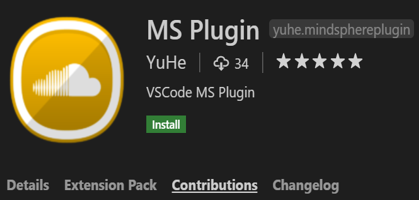 MS Plugin yuhe.mindsphereplugin
YuHe 34
VSCode MS Plugin
Install
Details Extension Pack Contributions Changelog